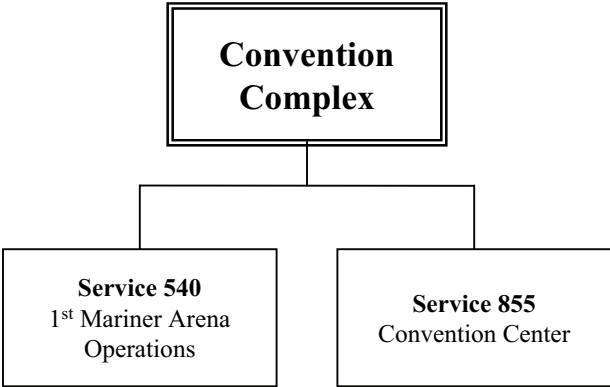 Convention
Complex
Service 540
1st Mariner Arena
Operations
Service 855
Convention Center